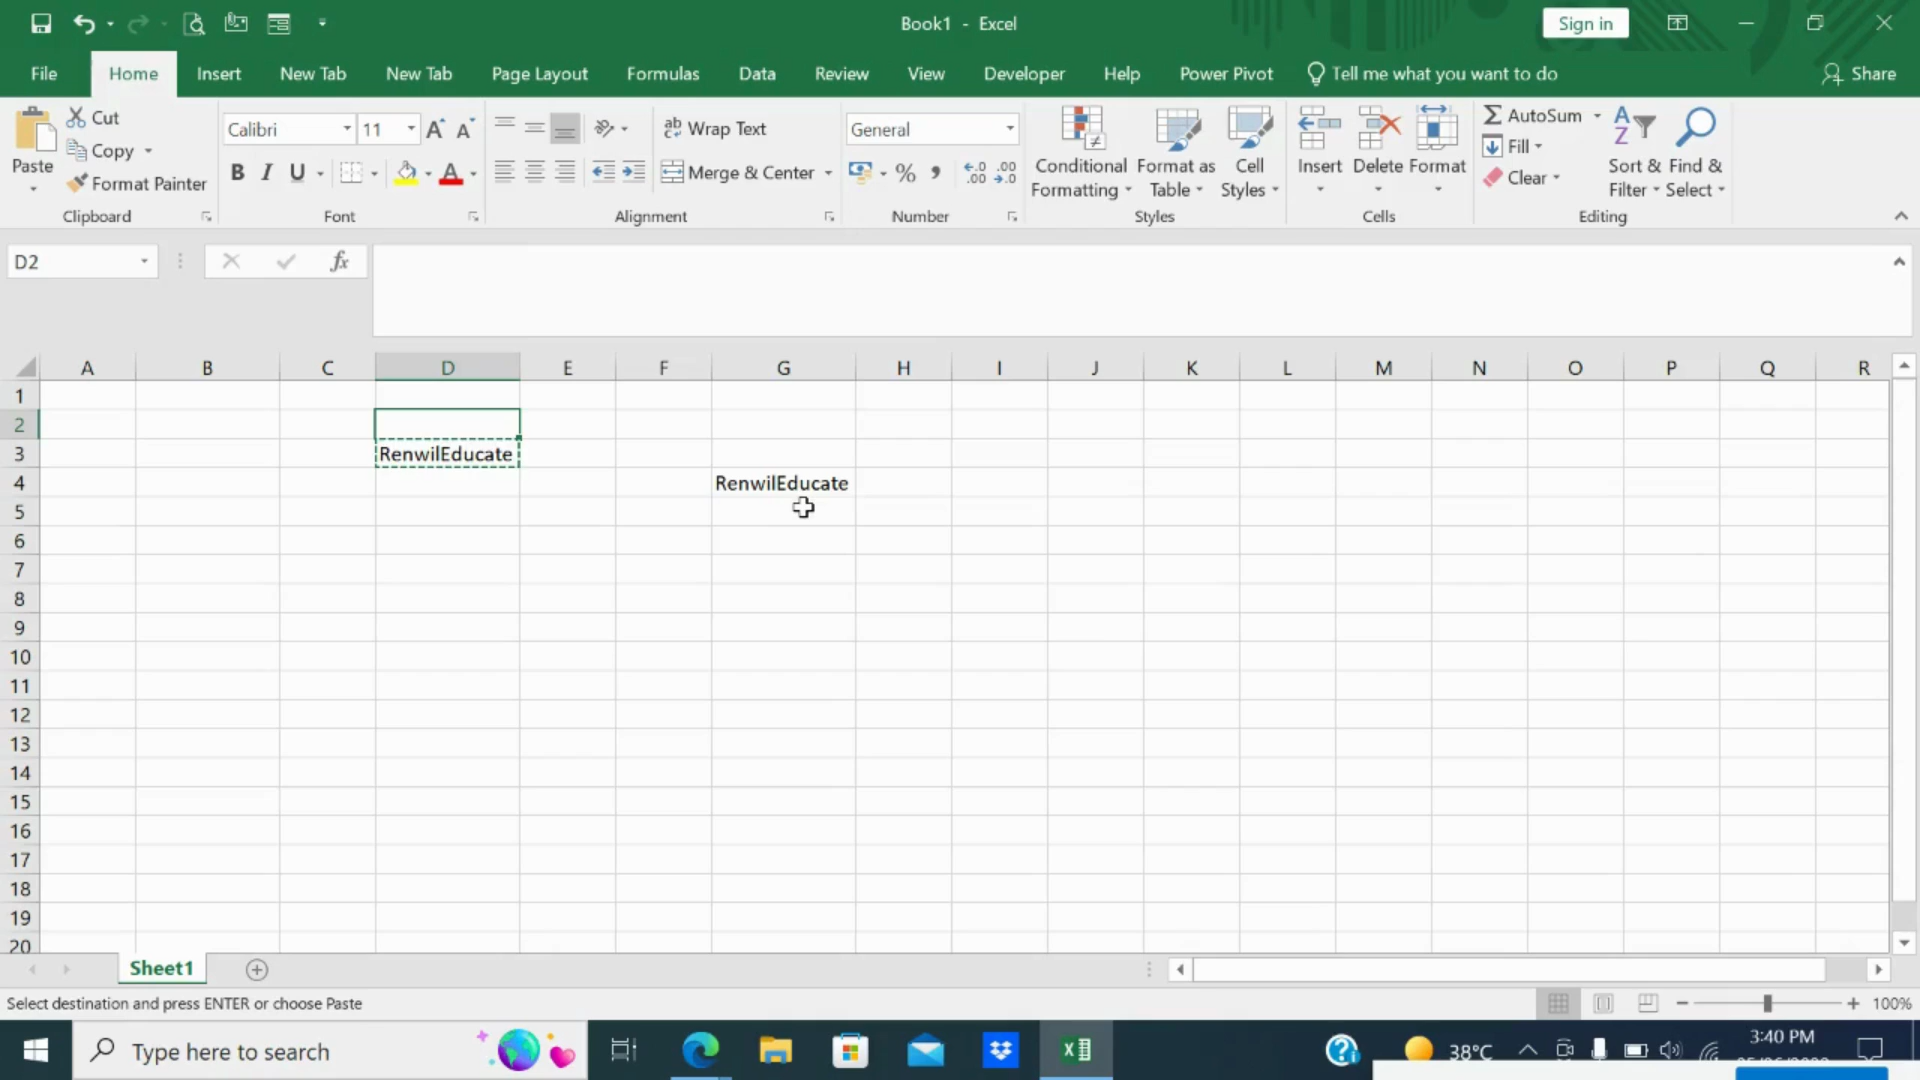 Book1 - Excel
Sign in
File Home Insert New Tab New Tab Page Layout Formulas Data Review View Developer Help Power Pivot Tell me what you want to do Share
Paste
Cut
Copy
Format Painter
Clipboard
Calibri 11
B I U
Font
Wrap Text
Merge & Center
Alignment
General
%
Number
Conditional Formatting
Format as Table
Cell Styles
Styles
Insert Delete Format
Cells
AutoSum
Fill
Clear
Sort & Filter
Find & Select
Editing
D2
fx
A B C D E F G H I J K L M N O P Q R
1
2
3 RenwilEducate
4 RenwilEducate
5
6
7
8
9
10
11
12
13
14
15
16
17
18
19
20
Sheet1
Select destination and press ENTER or choose Paste
100%
Type here to search
38°C
3:40 PM